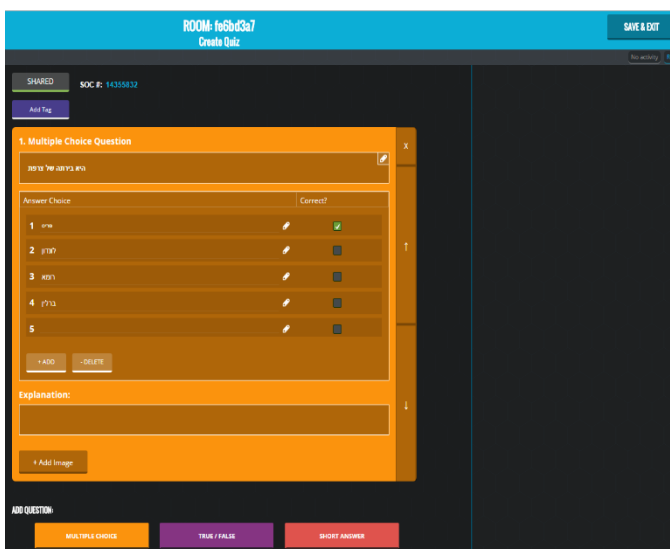 ROOM: fe6bd3a7
Create Quiz
SAVE & EXIT
No activity
SHARED
SOC #: 14355832
Add Tag
1. Multiple Choice Question
X
היא בירתה של צרפת
Answer Choice Correct?
1 פריס
2 לונדון
3 רומא
4 ברלין
5
+ ADD - DELETE
Explanation:
+ Add Image
ADD QUESTION:
MULTIPLE CHOICE TRUE / FALSE SHORT ANSWER